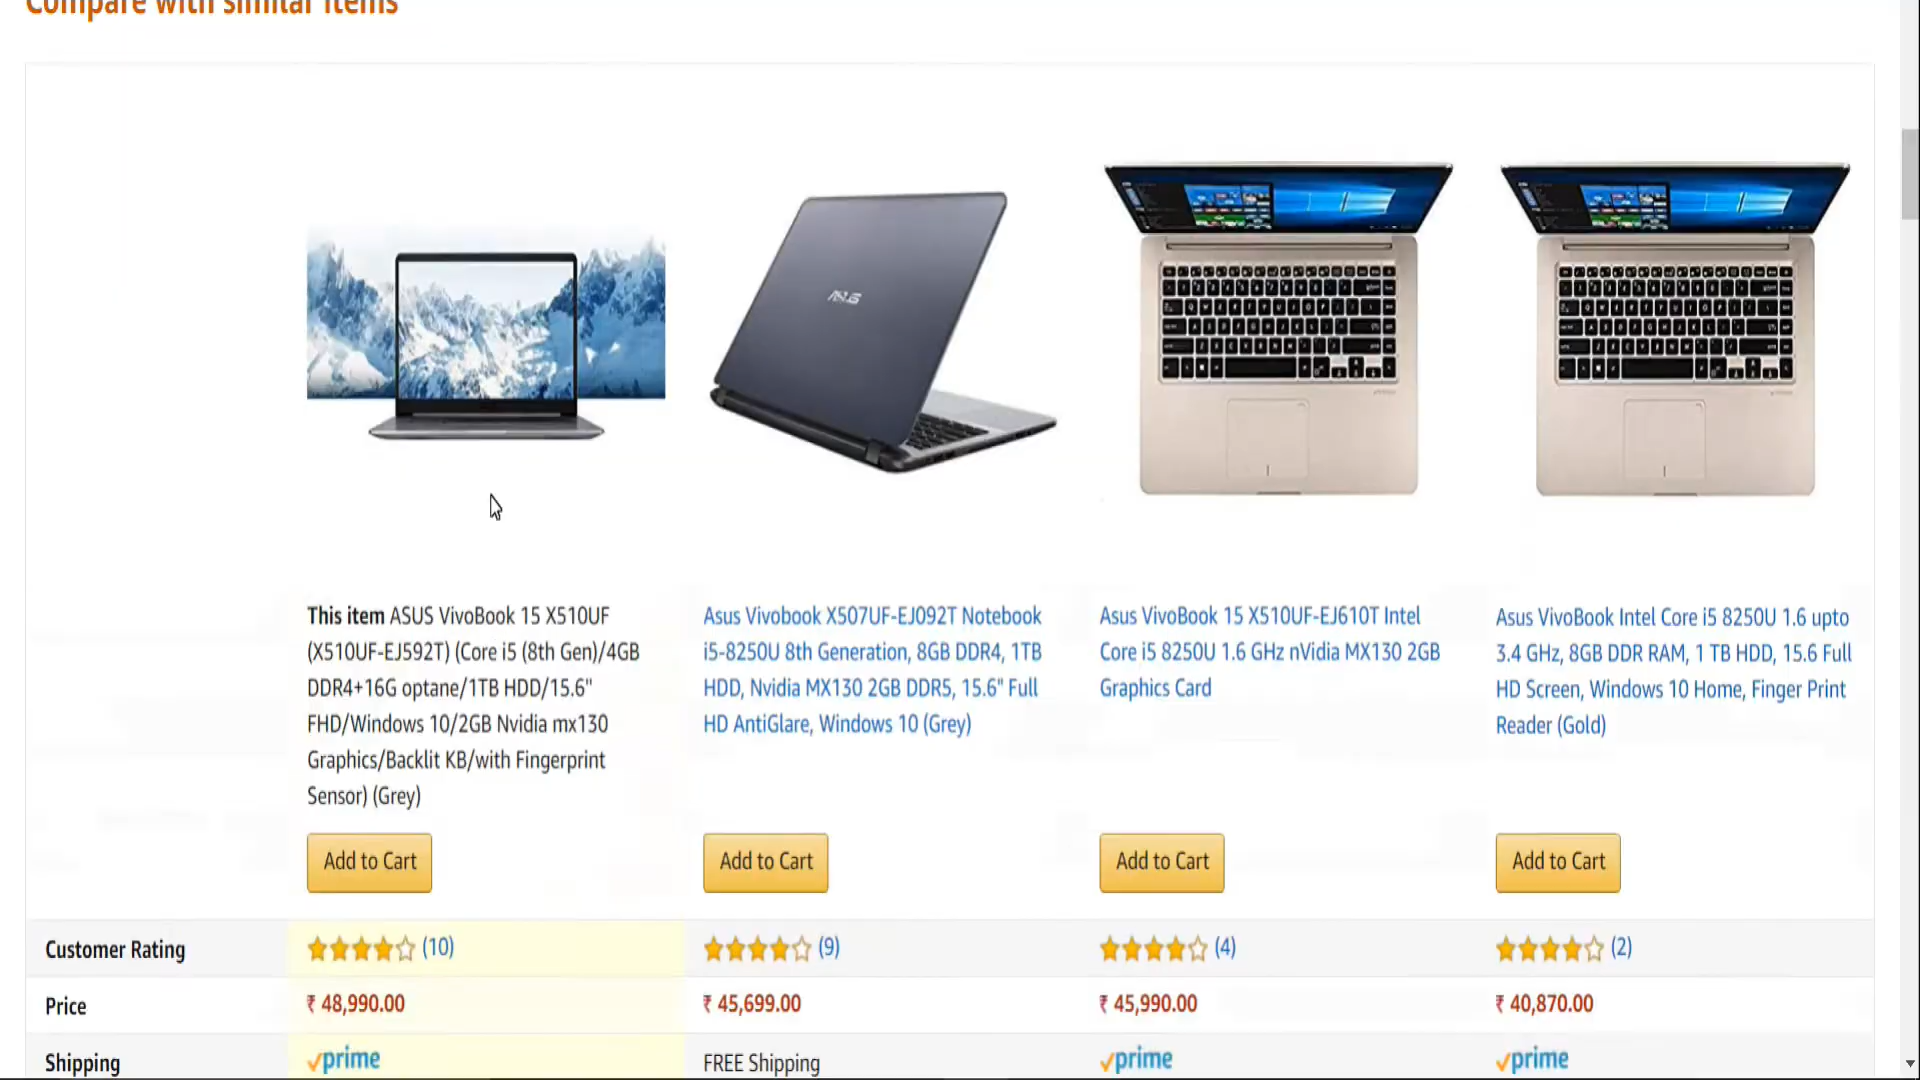 Compare with similar items
ASUS
This item ASUS VivoBook 15 X510UF
(X510UF-EJ592T) (Core i5 (8th Gen)/4GB
DDR4+16G optane/1TB HDD/15.6"
FHD/Windows 10/2GB Nvidia mx130
Graphics/Backlit KB/with Fingerprint
Sensor) (Grey)
Add to Cart
Asus Vivobook X507UF-EJ092T Notebook
i5-8250U 8th Generation, 8GB DDR4, 1TB
HDD, Nvidia MX130 2GB DDR5, 15.6" Full
HD AntiGlare, Windows 10 (Grey)
Add to Cart
Asus VivoBook 15 X510UF-EJ610T Intel
Core i5 8250U 1.6 GHz nVidia MX130 2GB
Graphics Card
Add to Cart
Asus VivoBook Intel Core i5 8250U 1.6 upto
3.4 GHz, 8GB DDR RAM, 1 TB HDD, 15.6 Full
HD Screen, Windows 10 Home, Finger Print
Reader (Gold)
Add to Cart
Customer Rating (10) (9) (4) (2)
Price ₹ 48,990.00 ₹ 45,699.00 ₹ 45,990.00 ₹ 40,870.00
Shipping prime FREE Shipping prime prime